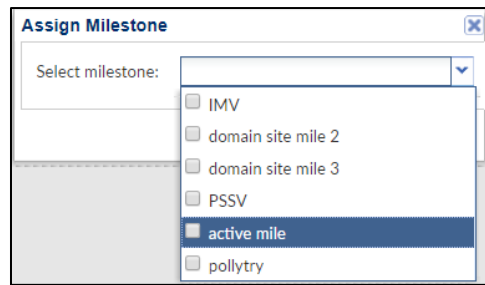 Assign Milestone
Select milestone:
IMV
domain site mile 2
domain site mile 3
PSSV
active mile
pollytry